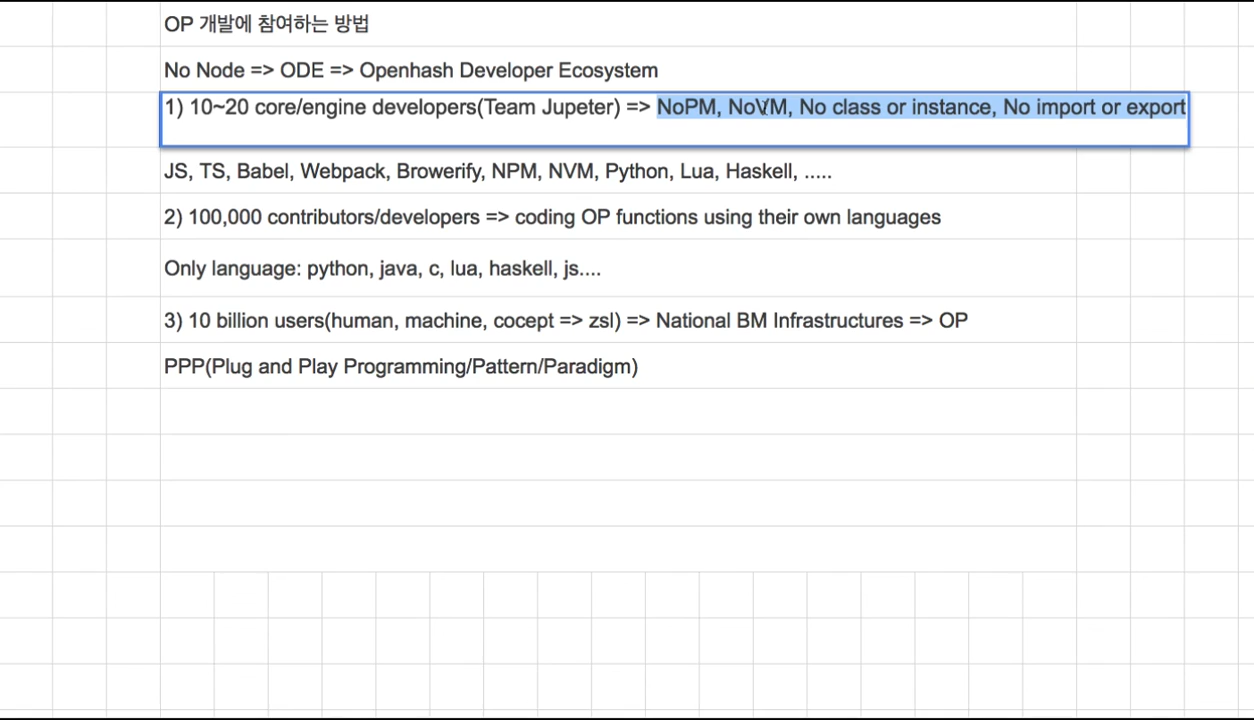 OP 개발에 참여하는 방법
No Node => ODE => Openhash Developer Ecosystem
1) 10~20 core/engine developers(Team Jupeter) => NoPM, NoVM, No class or instance, No import or export
JS, TS, Babel, Webpack, Browerify, NPM, NVM, Python, Lua, Haskell, .....
2) 100,000 contributors/developers => coding OP functions using their own languages
Only language: python, java, c, lua, haskell, js....
3) 10 billion users(human, machine, cocept => zsl) => National BM Infrastructures => OP
PPP(Plug and Play Programming/Pattern/Paradigm)